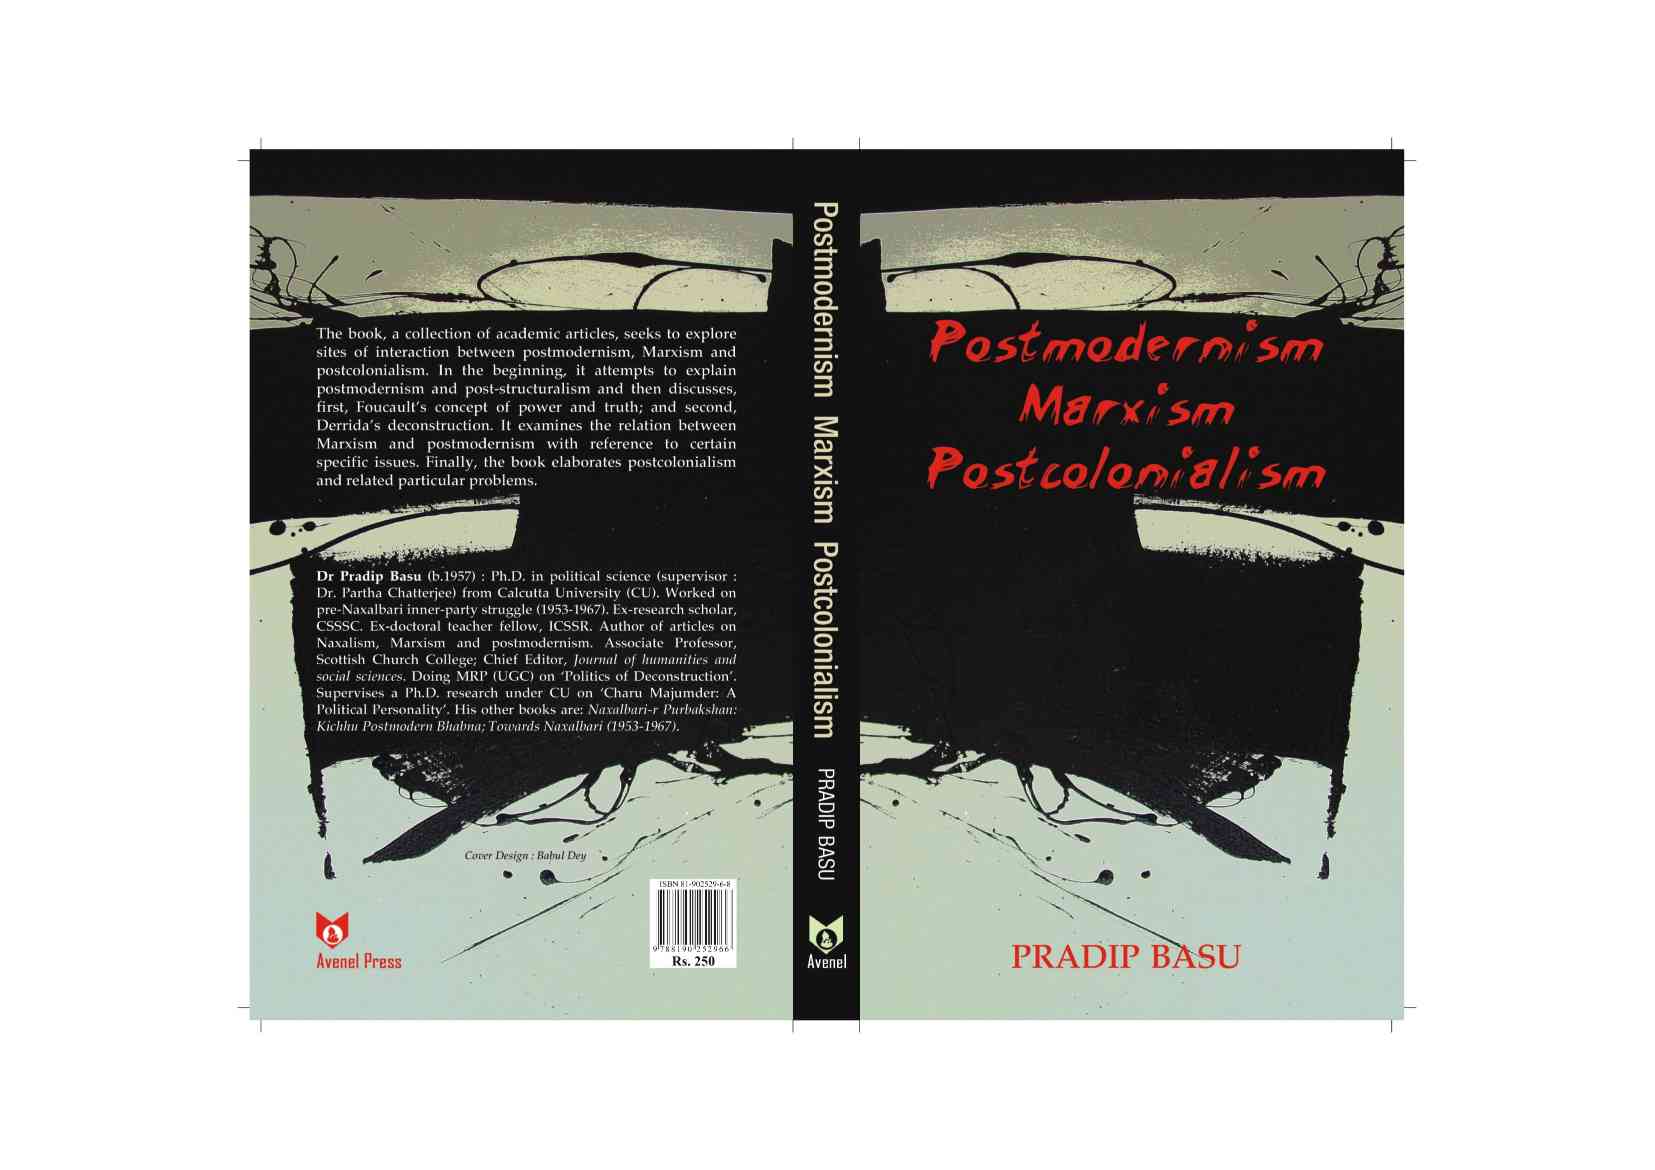 The book, a collection of academic articles, seeks to explore
sites of interaction between postmodernism, Marxism and
postcolonialism. In the beginning, it attempts to explain
postmodernism and post-structuralism and then discusses,
first, Foucault's concept of power and truth; and second,
Derrida's deconstruction. It examines the relation between
Marxism and postmodernism with reference to certain
specific issues. Finally, the book elaborates postcolonialism
and related particular problems.
Dr Pradip Basu (b.1957) : Ph.D. in political science (supervisor :
Dr. Partha Chatterjee) from Calcutta University (CU). Worked on
pre-Naxalbari inner-party struggle (1953-1967). Ex-research scholar,
CSSSC. Ex-doctoral teacher fellow, ICSSR. Author of articles on
Naxalism, Marxism and postmodernism. Associate Professor,
Scottish Church College; Chief Editor, Journal of humanities and
social sciences. Doing MRP (UGC) on 'Politics of Deconstruction'.
Supervises a Ph.D. research under CU on 'Charu Majumder: A
Political Personality'. His other books are: Naxalbari-r Purbakshan:
Kichhu Postmodern Bhabna; Towards Naxalbari (1953-1967).
Cover Design : Babul Dey
Avenel Press
ISBN 81-902529-6-8
9 788190 252966
Rs. 250
Postmodernism Marxism Postcolonialism
PRADIP BASU
Avenel
Postmodernism
Marxism
Postcolonialism
PRADIP BASU